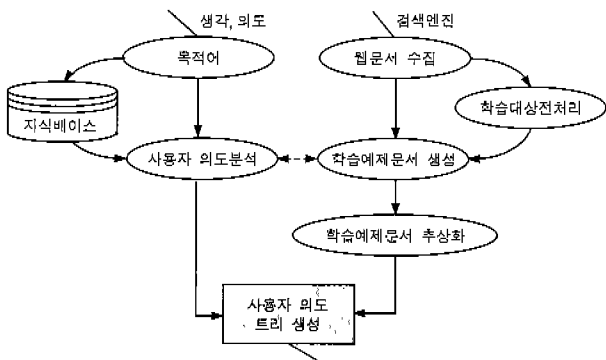 생각, 의도
검색엔진
목적어
웹문서 수집
지식베이스
학습대상전처리
사용자 의도분석
학습예제문서 생성
학습예제문서 추상화
사용자 의도
트리 생성